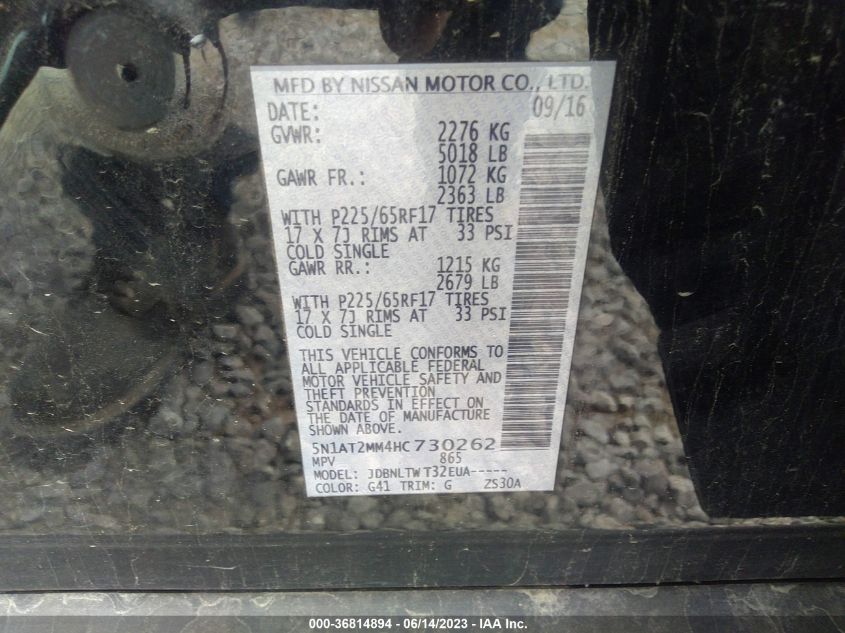 MFD BY NISSAN MOTOR CO., LTD.
DATE: 09/16
GVWR: 2276 KG
5018 LB
GAWR FR.: 1072 KG
2363 LB
WITH P225/65RF17 TIRES
17 X 7J RIMS AT 33 PSI
COLD SINGLE
GAWR RR.: 1215 KG
2679 LB
WITH P225/65RF17 TIRES
17 X 7J RIMS AT 33 PSI
COLD SINGLE
THIS VEHICLE CONFORMS TO
ALL APPLICABLE FEDERAL
MOTOR VEHICLE SAFETY AND
THEFT PREVENTION
STANDARDS IN EFFECT ON
THE DATE OF MANUFACTURE
SHOWN ABOVE.
5N1AT2MM4HC730262
MPV 865
MODEL: JDBNLTWT32EUA-----
COLOR: G41 TRIM: G ZS30A
000-36814894 - 06/14/2023 - IAA Inc.